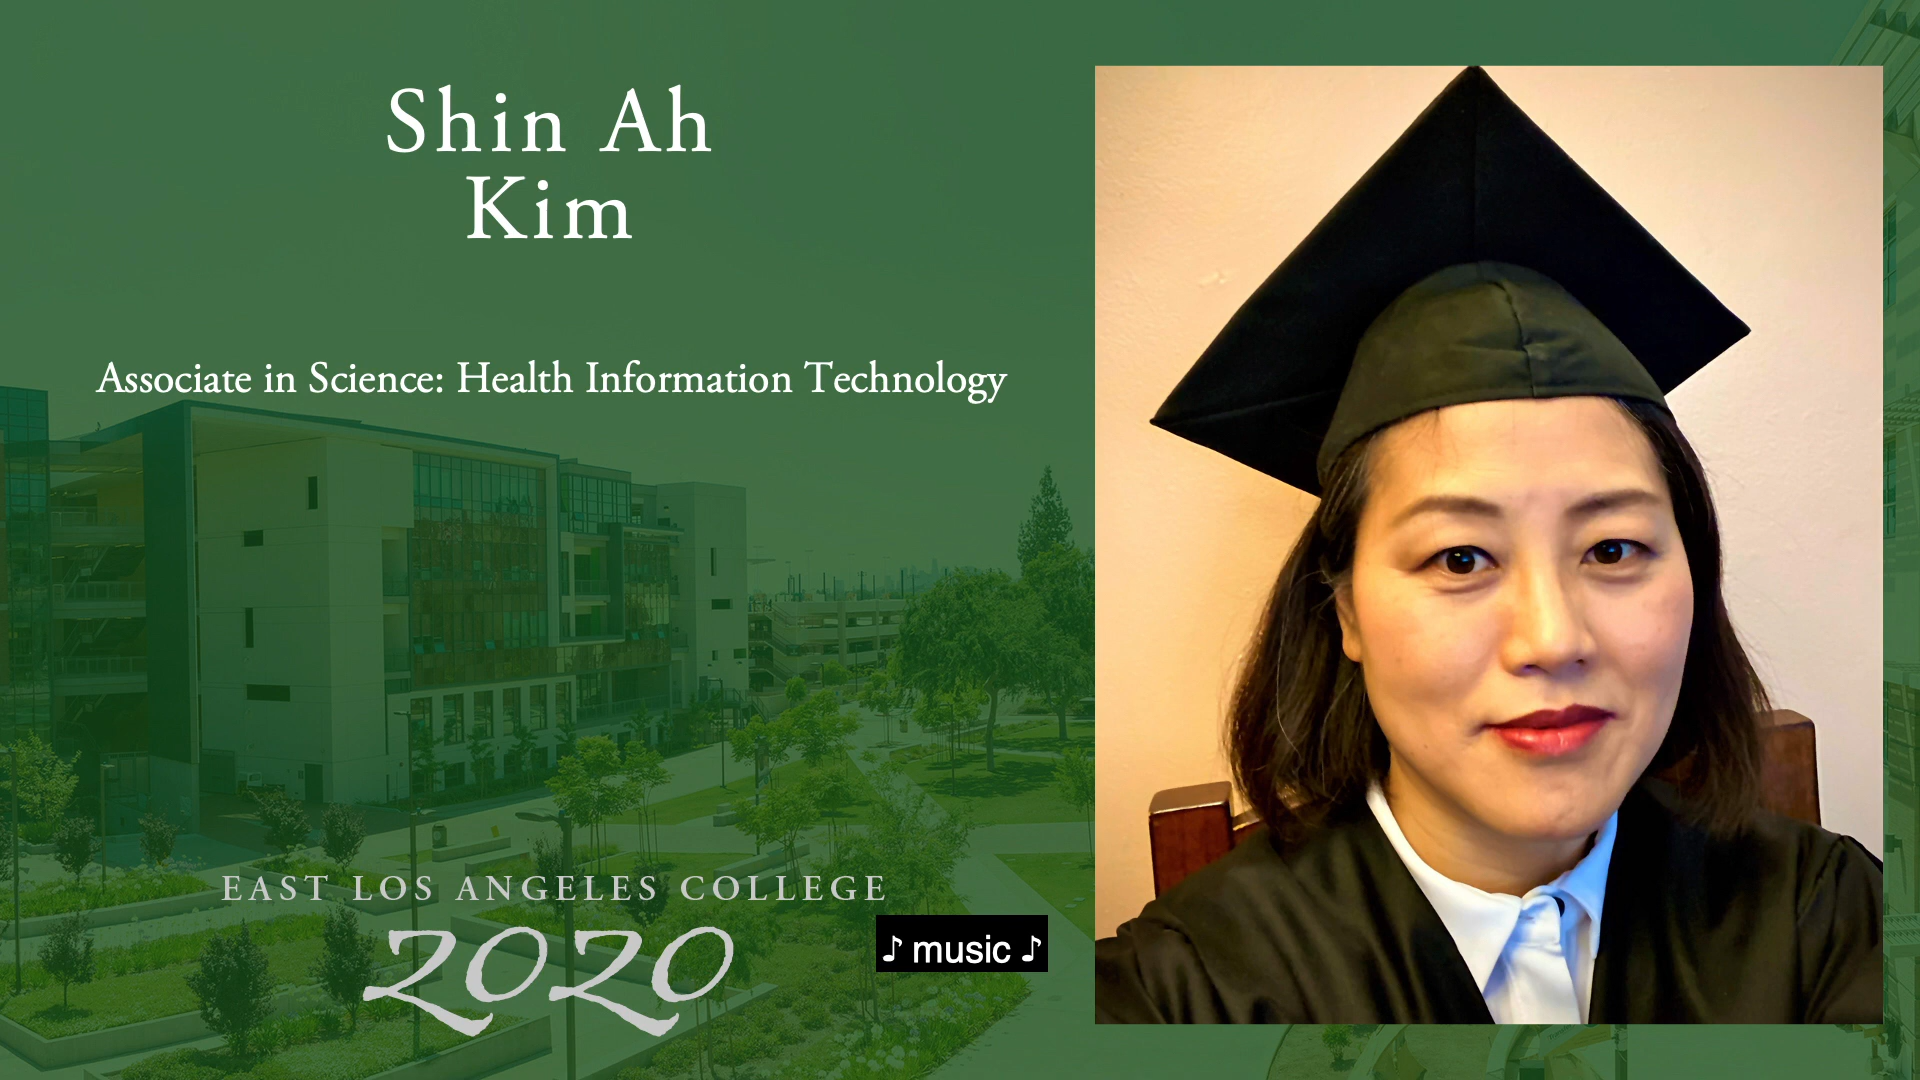 Shin Ah
Kim
Associate in Science: Health Information Technology
EAST LOS ANGELES COLLEGE
2020
♪ music ♪